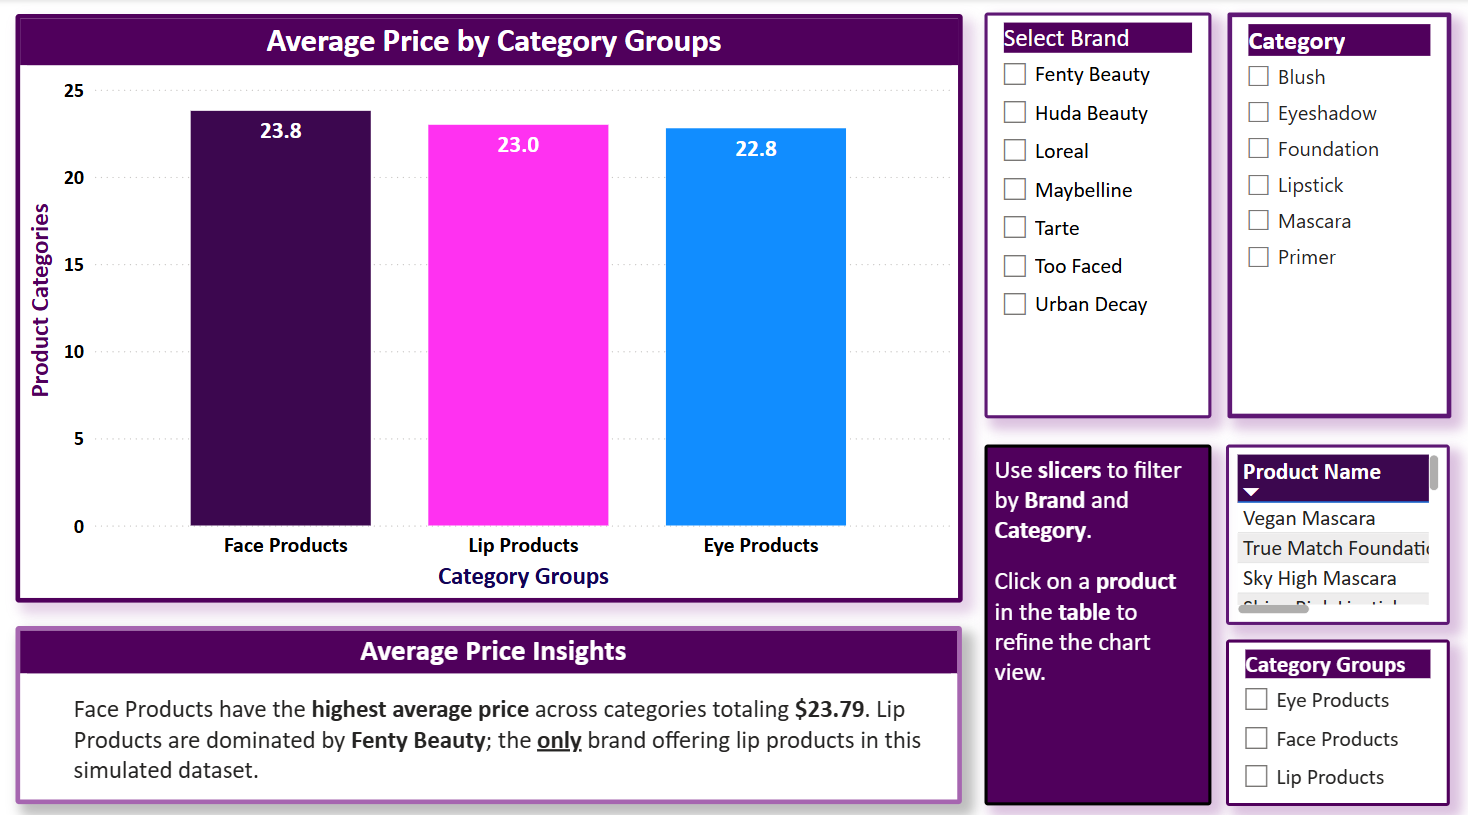 Average Price by Category Groups
25
20
15
10
5
0
Product Categories
23.8
23.0
22.8
Face Products
Lip Products
Eye Products
Category Groups
Average Price Insights
Face Products have the highest average price across categories totaling $23.79. Lip
Products are dominated by Fenty Beauty; the only brand offering lip products in this
simulated dataset.
Select Brand
Fenty Beauty
Huda Beauty
Loreal
Maybelline
Tarte
Too Faced
Urban Decay
Category
Blush
Eyeshadow
Foundation
Lipstick
Mascara
Primer
Use slicers to filter
by Brand and
Category.
Click on a product
in the table to
refine the chart
view.
Product Name
Vegan Mascara
True Match Foundatio
Sky High Mascara
Category Groups
Eye Products
Face Products
Lip Products